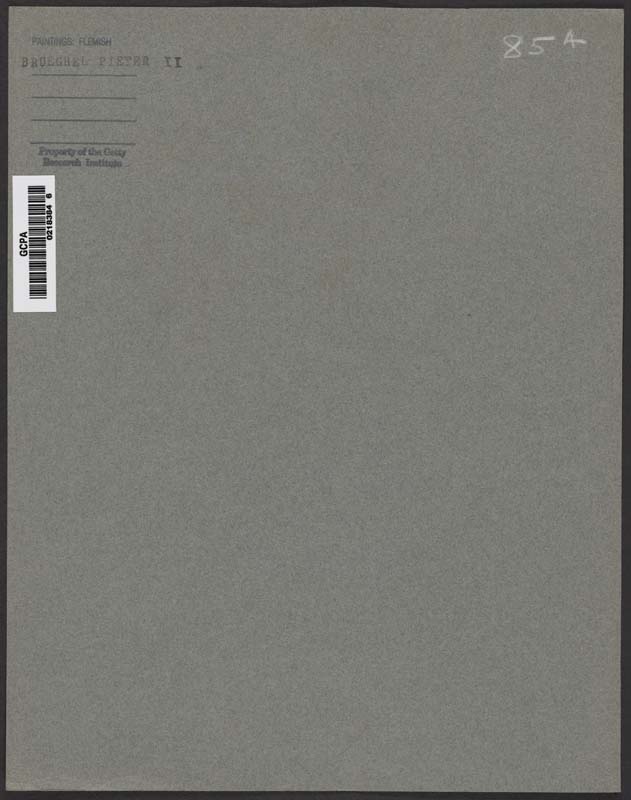 PAINTINGS: FLEMISH
85A
BRUEGHEL PIETER II
Property of the Getty
Research Institute
GCPA
0218384 6